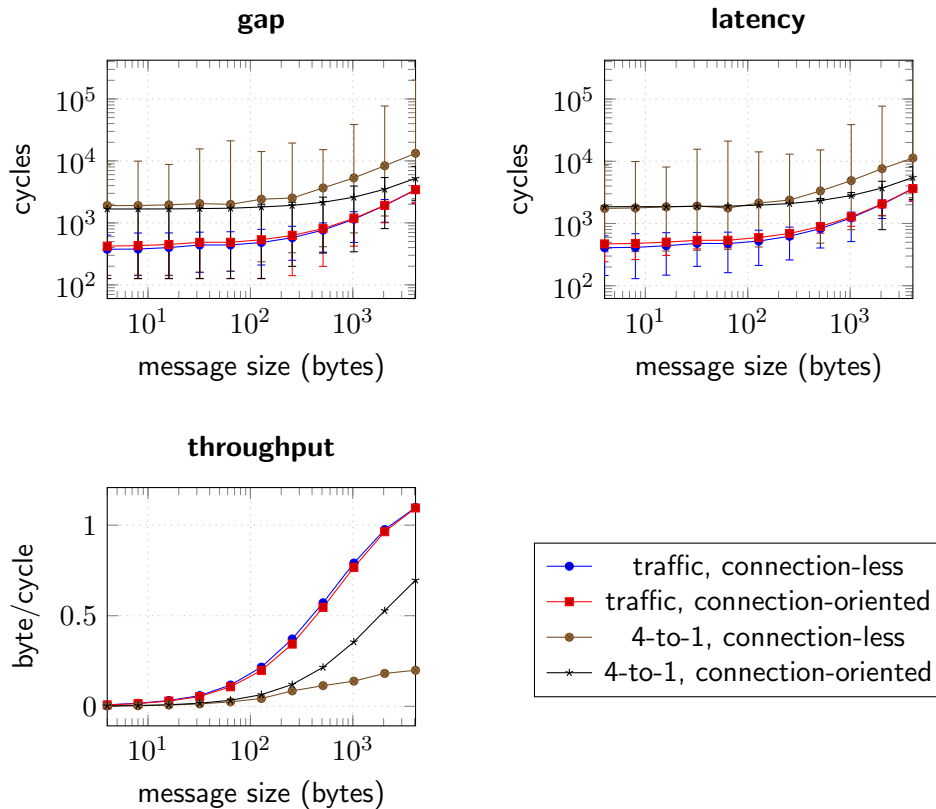 gap
10^5
10^4
10^3
10^2
cycles
10^1 10^2 10^3
message size (bytes)
latency
10^5
10^4
10^3
10^2
cycles
10^1 10^2 10^3
message size (bytes)
throughput
1
0.5
0
byte/cycle
10^1 10^2 10^3
message size (bytes)
traffic, connection-less
traffic, connection-oriented
4-to-1, connection-less
4-to-1, connection-oriented